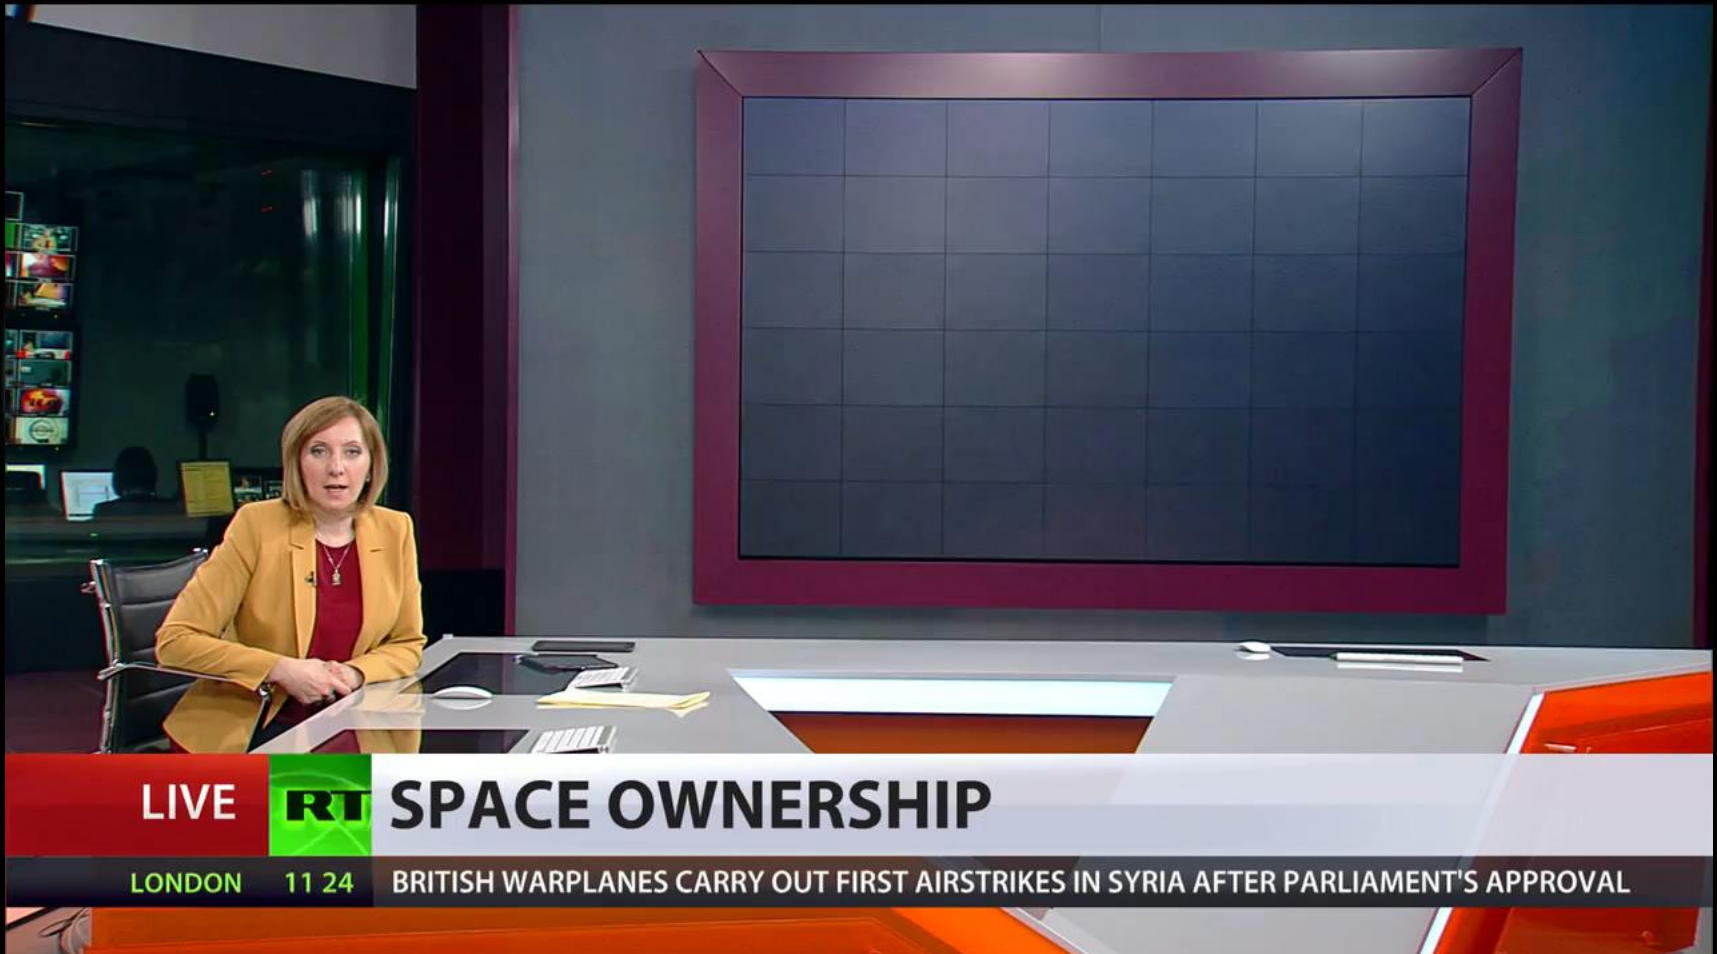 LIVE RT SPACE OWNERSHIP
LONDON 11 24 BRITISH WARPLANES CARRY OUT FIRST AIRSTRIKES IN SYRIA AFTER PARLIAMENT'S APPROVAL